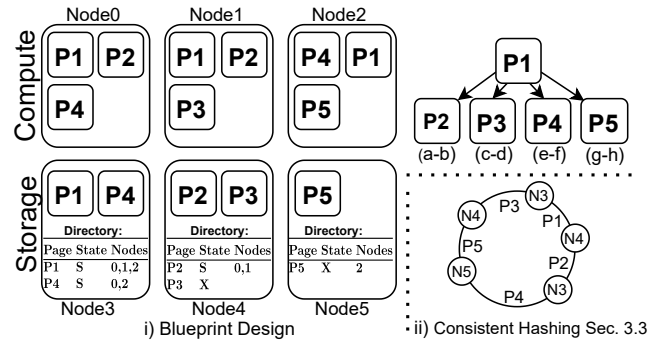 Node0 Node1 Node2
Compute
P1 P2 P1 P2 P4 P1
P4 P3 P5
Storage
P1 P4 P2 P3 P5
Directory: Directory: Directory:
Page State Nodes Page State Nodes Page State Nodes
P1 S 0,1,2 P2 S 0,1 P5 X 2
P4 S 0,2 P3 X
Node3 Node4 Node5
i) Blueprint Design
P1
P2 P3 P4 P5
(a-b) (c-d) (e-f) (g-h)
N3
P3
P1
N4
N4
P5
P2
N5
N3
P4
ii) Consistent Hashing Sec. 3.3